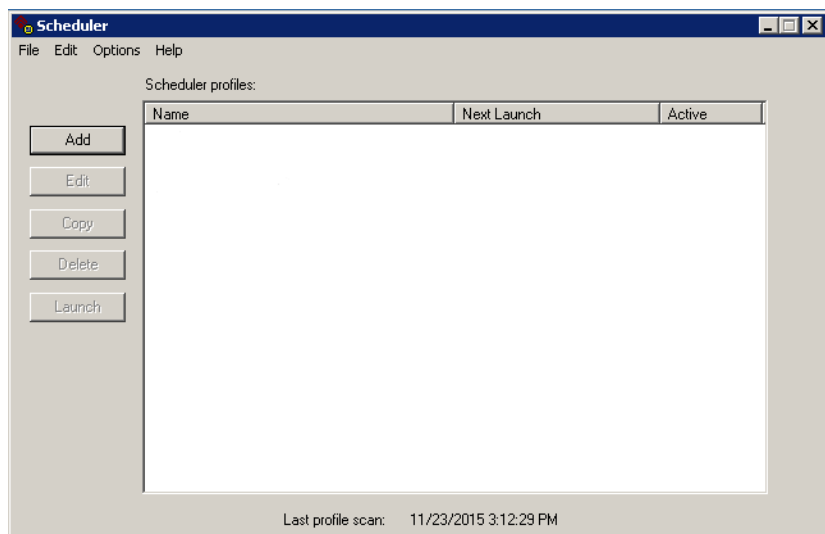 Scheduler
File Edit Options Help
Scheduler profiles:
Name Next Launch Active
Add
Edit
Copy
Delete
Launch
Last profile scan: 11/23/2015 3:12:29 PM